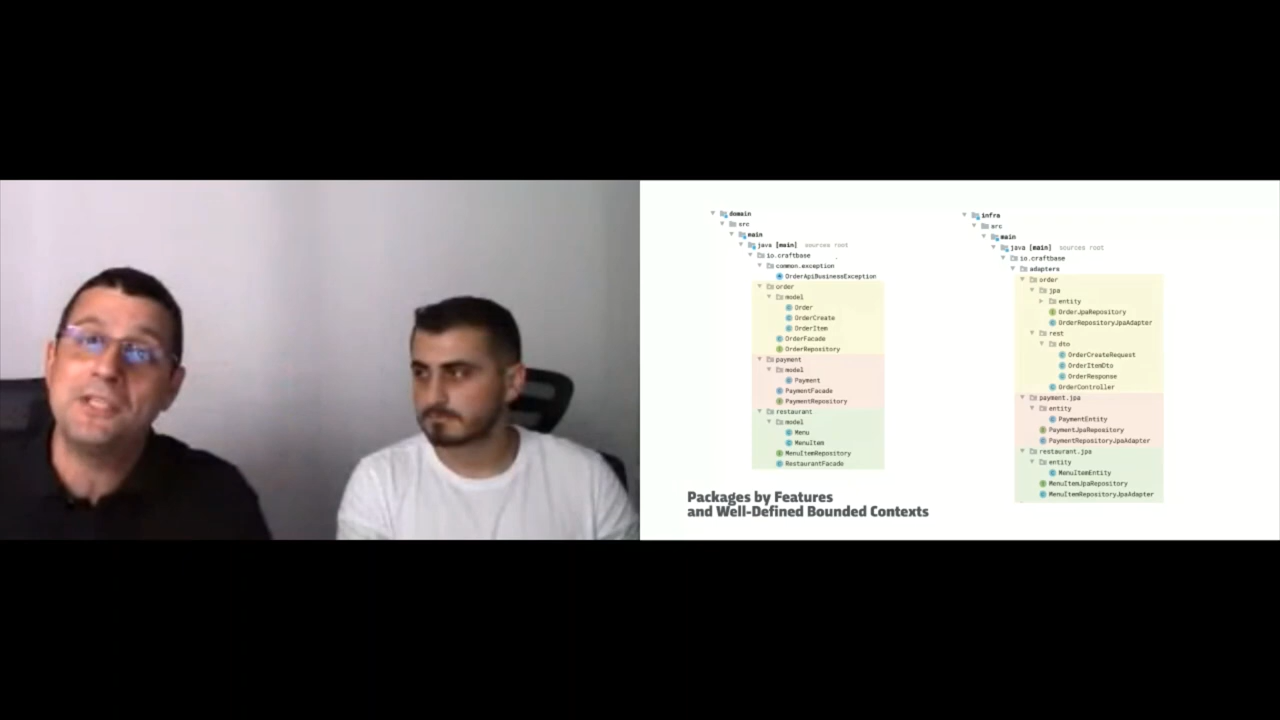 domain
src
main
java [main] sources root
io.craftbase
common.exception
OrderApiBusinessException
order
model
Order
OrderCreate
OrderItem
OrderFacade
OrderRepository
payment
model
Payment
PaymentFacade
PaymentRepository
restaurant
model
Menu
MenuItem
MenuItemRepository
RestaurantFacade
Packages by Features
and Well-Defined Bounded Contexts
infra
src
main
java [main] sources root
io.craftbase
adapters
order
jpa
entity
OrderJpaRepository
OrderRepositoryJpaAdapter
rest
dto
OrderCreateRequest
OrderItemDto
OrderResponse
OrderController
payment.jpa
entity
PaymentEntity
PaymentJpaRepository
PaymentRepositoryJpaAdapter
restaurant.jpa
entity
MenuItemEntity
MenuItemJpaRepository
MenuItemRepositoryJpaAdapter